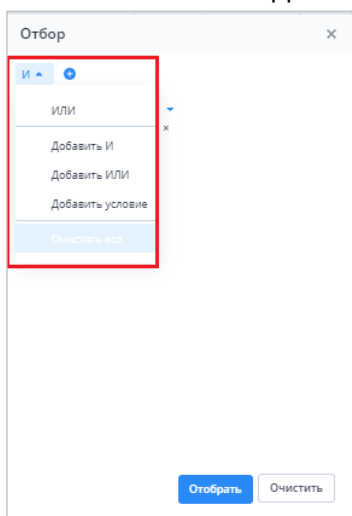 Отбор
И
ИЛИ
Добавить И
Добавить ИЛИ
Добавить условие
Очистить все
Отобрать Очистить